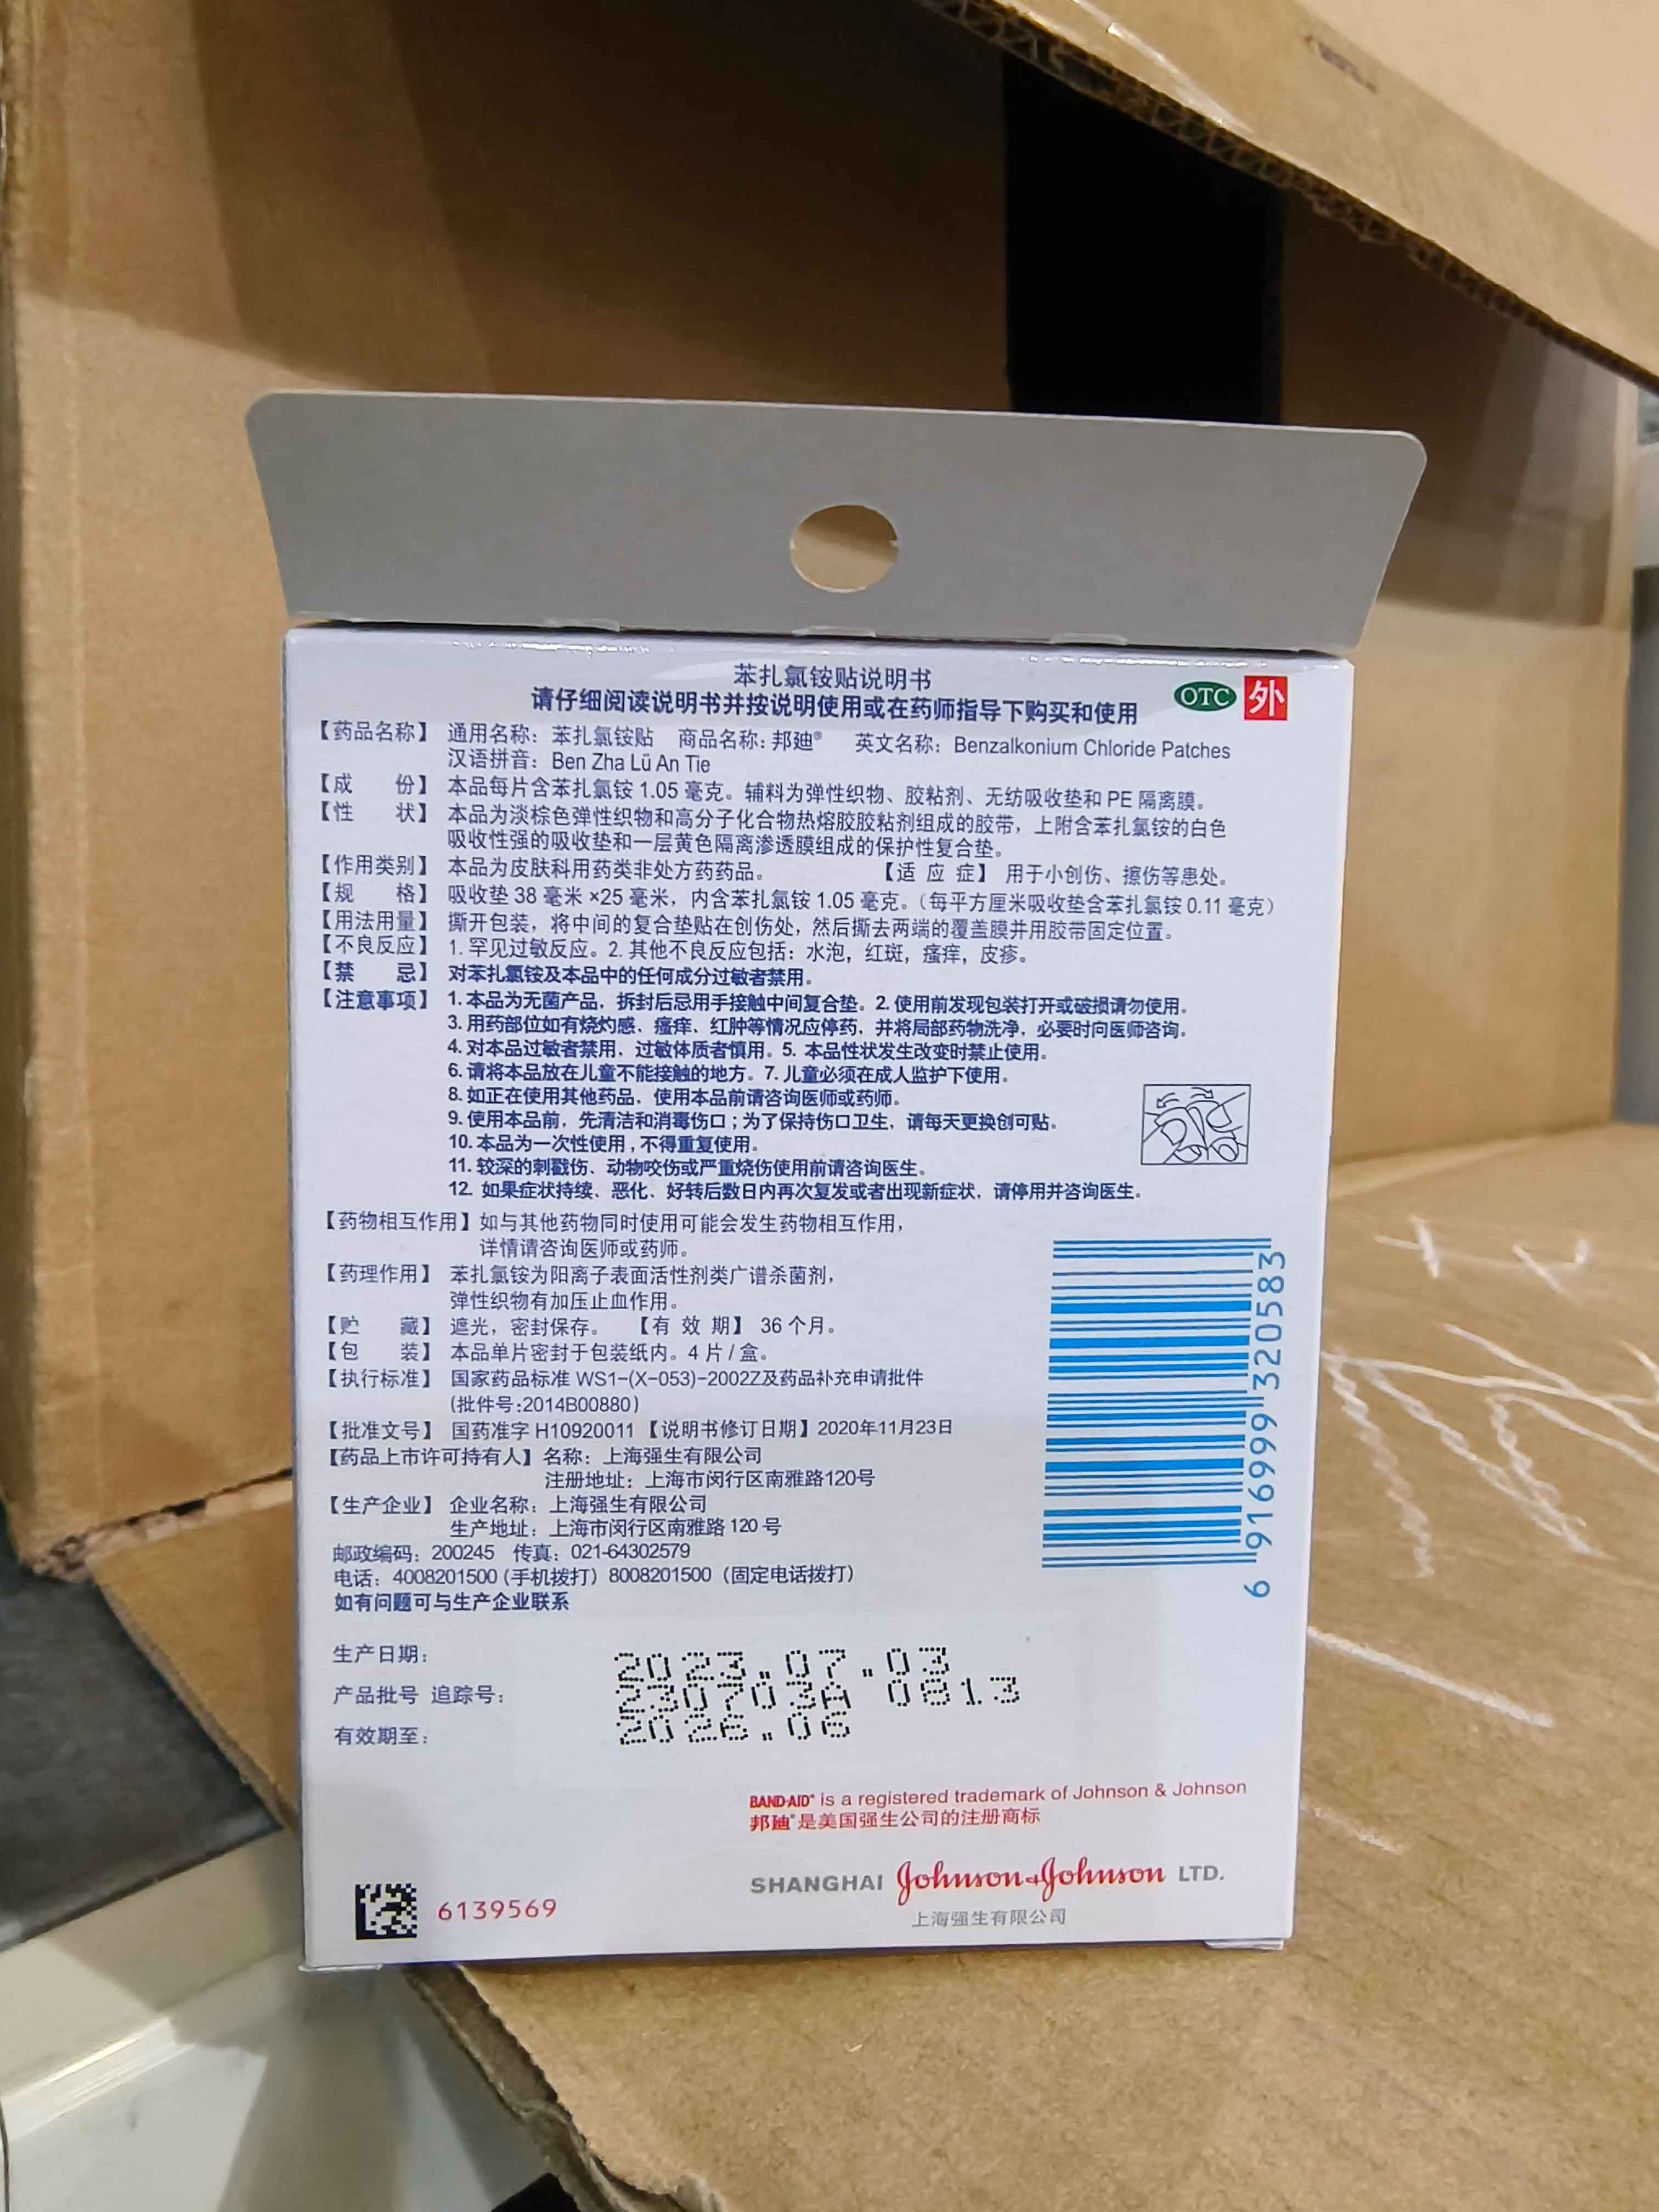 苯扎氯铵贴说明书
请仔细阅读说明书并按说明使用或在药师指导下购买和使用
OTC 外
【药品名称】 通用名称：苯扎氯铵贴 商品名称：邦廸® 英文名称：Benzalkonium Chloride Patches
汉语拼音：Ben Zha Lü An Tie
【成 份】 本品每片含苯扎氯铵 1.05 毫克。辅料为弹性织物、胶粘剂、无纺吸收垫和 PE 隔离膜。
【性 状】 本品为淡棕色弹性织物和高分子化合物热熔胶胶粘剂组成的胶带，上附含苯扎氯铵的白色
吸收性强的吸收垫和一层黄色隔离渗透膜组成的保护性复合垫。
【作用类别】 本品为皮肤科用药类非处方药药品。 【适 应 症】 用于小创伤、擦伤等患处。
【规 格】 吸收垫 38 毫米 ×25 毫米，内含苯扎氯铵 1.05 毫克。（每平方厘米吸收垫含苯扎氯铵 0.11 毫克）
【用法用量】 撕开包装，将中间的复合垫贴在创伤处，然后撕去两端的覆盖膜并用胶带固定位置。
【不良反应】 1. 罕见过敏反应。2. 其他不良反应包括：水泡，红斑，瘙痒，皮疹。
【禁 忌】 对苯扎氯铵及本品中的任何成分过敏者禁用。
【注意事项】 1. 本品为无菌产品，拆封后忌用手接触中间复合垫。2. 使用前发现包装打开或破损请勿使用。
3. 用药部位如有烧灼感、瘙痒、红肿等情况应停药，并将局部药物洗净，必要时向医师咨询。
4. 对本品过敏者禁用，过敏体质者慎用。5. 本品性状发生改变时禁止使用。
6. 请将本品放在儿童不能接触的地方。7. 儿童必须在成人监护下使用。
8. 如正在使用其他药品，使用本品前请咨询医师或药师。
9. 使用本品前，先清洁和消毒伤口；为了保持伤口卫生，请每天更换创可贴。
10. 本品为一次性使用，不得重复使用。
11. 较深的刺戳伤、动物咬伤或严重烧伤使用前请咨询医生。
12. 如果症状持续、恶化、好转后数日内再次复发或者出现新症状，请停用并咨询医生。
【药物相互作用】如与其他药物同时使用可能会发生药物相互作用，
详情请咨询医师或药师。
【药理作用】 苯扎氯铵为阳离子表面活性剂类广谱杀菌剂，
弹性织物有加压止血作用。
【贮 藏】 遮光，密封保存。 【有 效 期】 36 个月。
【包 装】 本品单片密封于包装纸内。4 片 / 盒。
【执行标准】 国家药品标准 WS1-(X-053)-2002Z及药品补充申请批件
(批件号:2014B00880)
【批准文号】 国药准字 H10920011 【说明书修订日期】2020年11月23日
【药品上市许可持有人】名称：上海强生有限公司
注册地址：上海市闵行区南雅路120号
【生产企业】 企业名称：上海强生有限公司
生产地址：上海市闵行区南雅路 120 号
邮政编码：200245 传真：021-64302579
电话：4008201500（手机拨打）8008201500（固定电话拨打）
如有问题可与生产企业联系
6 916999 320583
生产日期： 2023.07.03
产品批号 追踪号： 230703A 0813
有效期至： 2026.06
BAND-AID® is a registered trademark of Johnson & Johnson
邦廸®是美国强生公司的注册商标
SHANGHAI Johnson+Johnson LTD.
上海强生有限公司
6139569